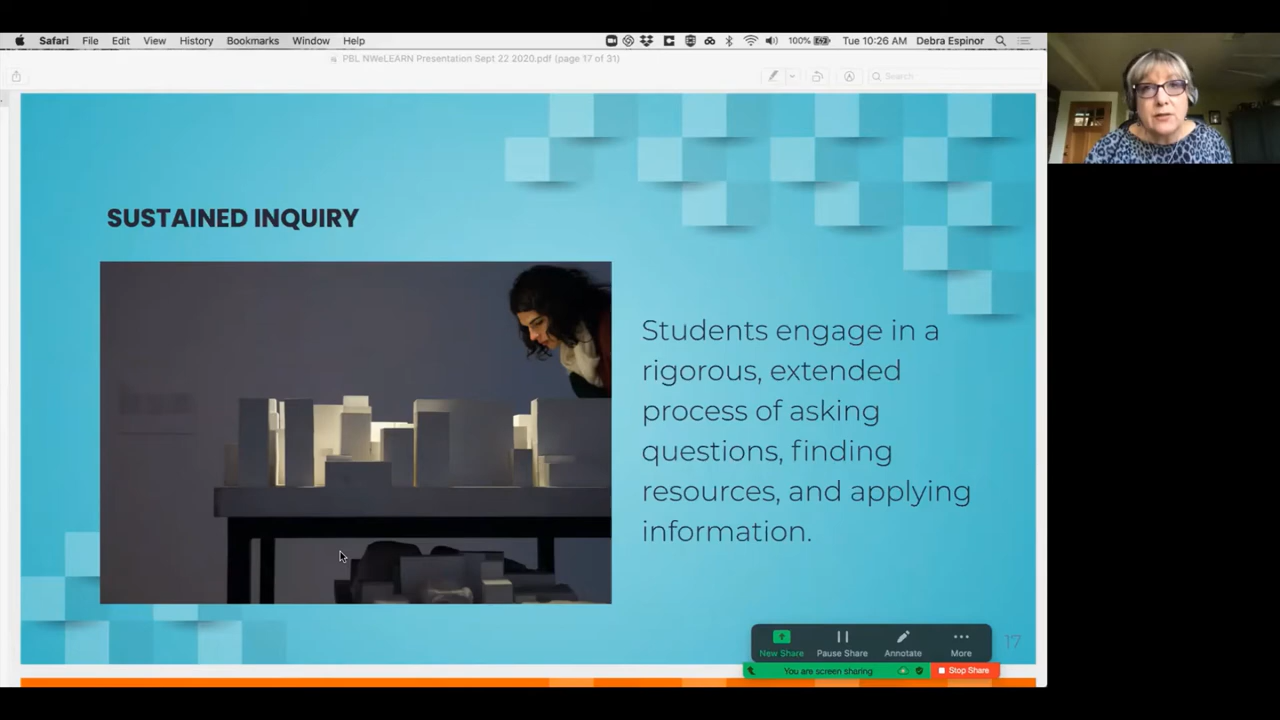 Safari File Edit View History Bookmarks Window Help 100% Tue 10:26 AM Debra Espinor
PBL NWeLEARN Presentation Sept 22 2020.pdf (page 17 of 31)
Search
SUSTAINED INQUIRY
Students engage in a
rigorous, extended
process of asking
questions, finding
resources, and applying
information.
New Share Pause Share Annotate More
17
You are screen sharing Stop Share